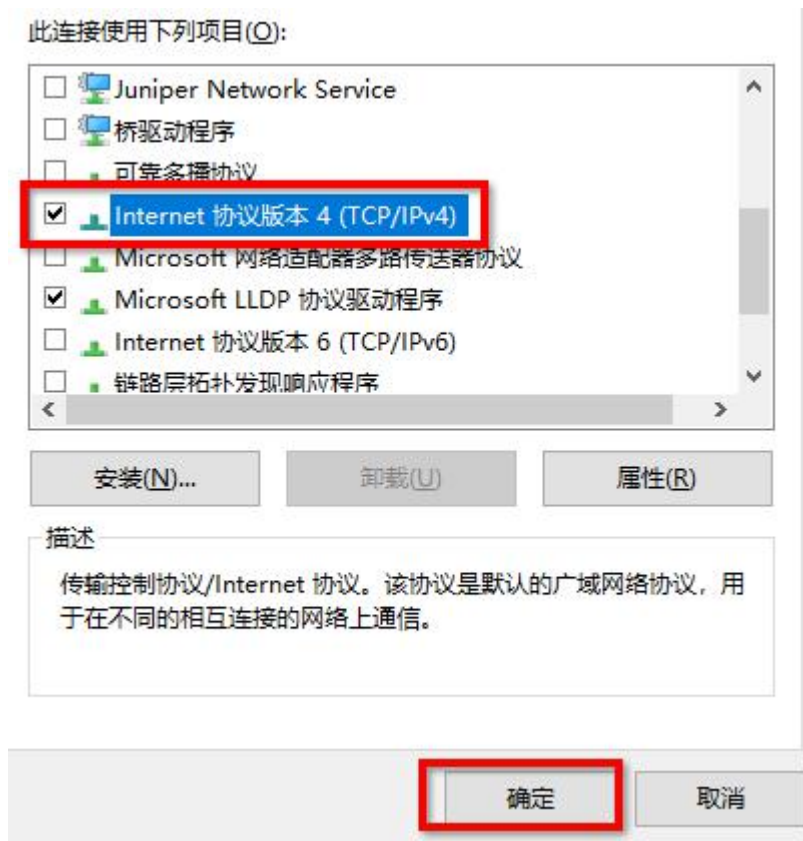 此连接使用下列项目(O):
Juniper Network Service
桥驱动程序
可靠多播协议
Internet 协议版本 4 (TCP/IPv4)
Microsoft 网络适配器多路传送器协议
Microsoft LLDP 协议驱动程序
Internet 协议版本 6 (TCP/IPv6)
链路层拓扑发现响应程序
安装(N)... 卸载(U) 属性(R)
描述
传输控制协议/Internet 协议。该协议是默认的广域网络协议，用
于在不同的相互连接的网络上通信。
确定 取消